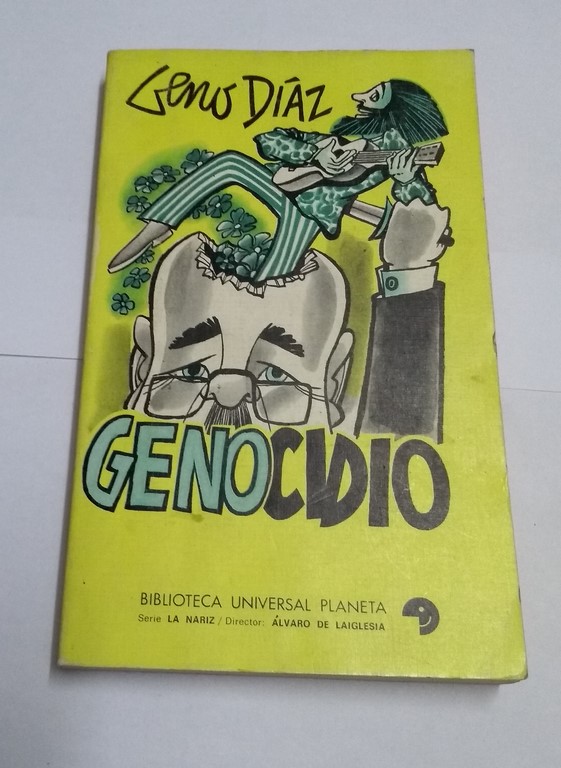 Geno DÍAZ
GENOCIDIO
BIBLIOTECA UNIVERSAL PLANETA
Serie LA NARIZ / Director: ÁLVARO DE LAIGLESIA